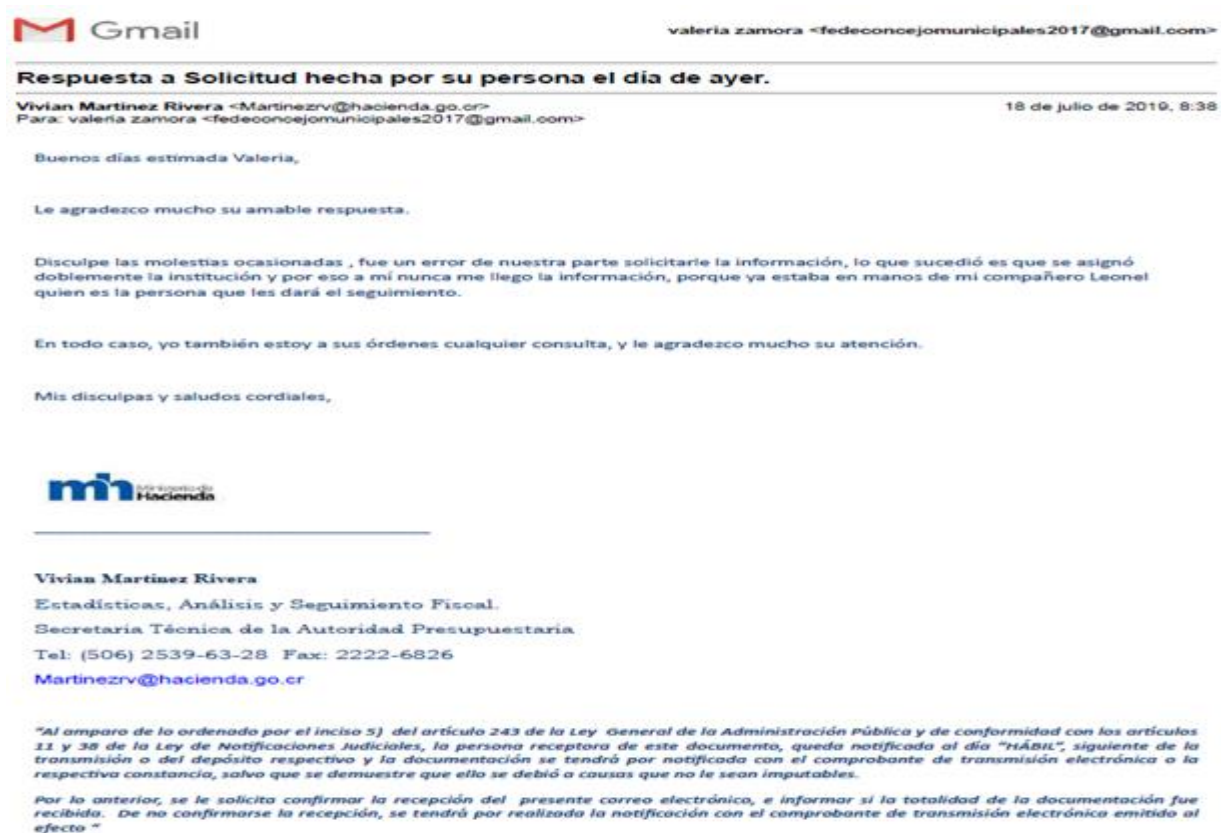 Gmail
valeria zamora <fedeconcejomunicipales2017@gmail.com>
Respuesta a Solicitud hecha por su persona el día de ayer.
Vivian Martinez Rivera <Martinezrv@hacienda.go.cr>
18 de julio de 2019, 8:38
Para: valeria zamora <fedeconcejomunicipales2017@gmail.com>
Buenos días estimada Valeria,
Le agradezco mucho su amable respuesta.
Disculpe las molestias ocasionadas , fue un error de nuestra parte solicitarle la información, lo que sucedió es que se asignó
doblemente la institución y por eso a mí nunca me llego la información, porque ya estaba en manos de mi compañero Leonel
quien es la persona que les dará el seguimiento.
En todo caso, yo también estoy a sus órdenes cualquier consulta, y le agradezco mucho su atención.
Mis disculpas y saludos cordiales,
mh Ministerio de
Hacienda
Vivian Martinez Rivera
Estadísticas, Análisis y Seguimiento Fiscal.
Secretaría Técnica de la Autoridad Presupuestaria
Tel: (506) 2539-63-28 Fax: 2222-6826
Martinezrv@hacienda.go.cr
"Al amparo de lo ordenado por el inciso 5) del artículo 243 de la Ley General de la Administración Pública y de conformidad con los artículos
11 y 38 de la Ley de Notificaciones Judiciales, la persona receptora de este documento, queda notificada al día "HÁBIL", siguiente de la
transmisión o del depósito respectivo y la documentación se tendrá por notificada con el comprobante de transmisión electrónica o la
respectiva constancia, salvo que se demuestre que ello se debió a causas que no le sean imputables.
Por lo anterior, se le solicita confirmar la recepción del presente correo electrónico, e informar si la totalidad de la documentación fue
recibida. De no confirmarse la recepción, se tendrá por realizada la notificación con el comprobante de transmisión electrónica emitido al
efecto "